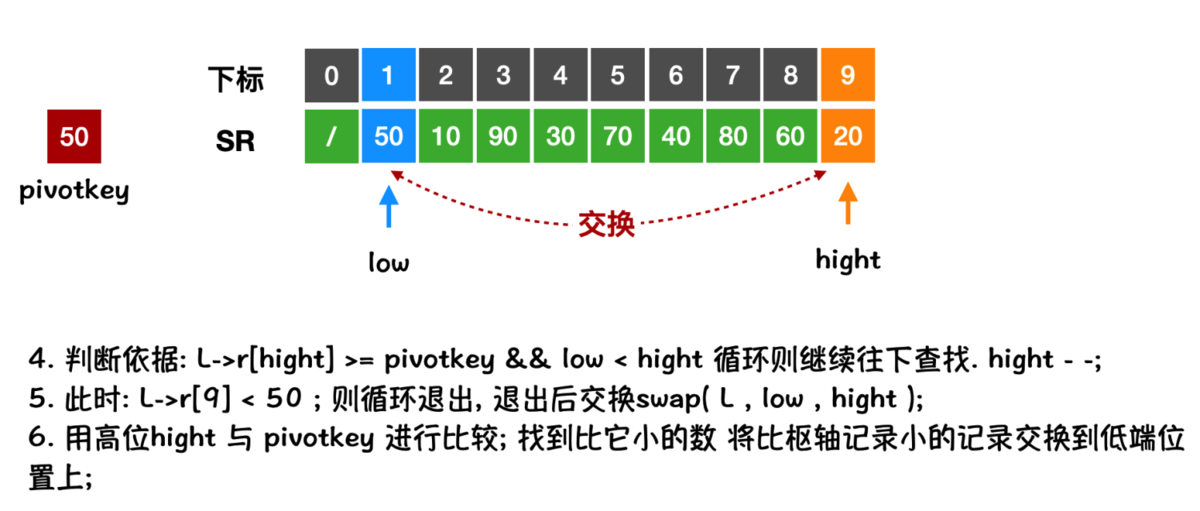 下标 0 1 2 3 4 5 6 7 8 9
50 SR / 50 10 90 30 70 40 80 60 20
pivotkey
交换
low hight
4. 判断依据: L->r[hight] >= pivotkey && low < hight 循环则继续往下查找. hight - -;
5. 此时: L->r[9] < 50 ; 则循环退出, 退出后交换swap( L , low , hight );
6. 用高位hight 与 pivotkey 进行比较; 找到比它小的数 将比枢轴记录小的记录交换到低端位
置上;